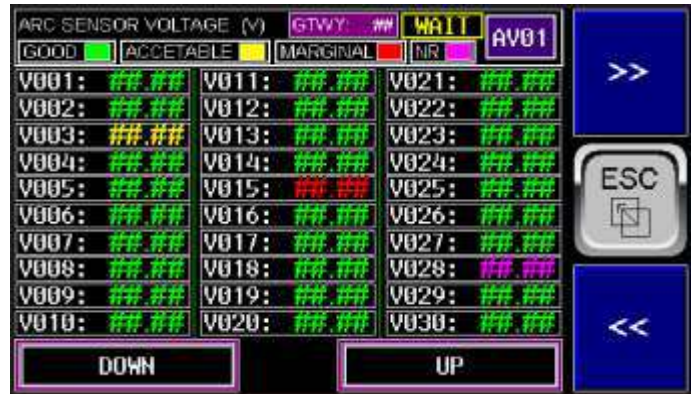 ARC SENSOR VOLTAGE (V) GTWY: ## WAIT AV01
GOOD ACCETABLE MARGINAL NR
V001: ##.## V011: ##.## V021: ##.##
V002: ##.## V012: ##.## V022: ##.##
V003: ##.## V013: ##.## V023: ##.##
V004: ##.## V014: ##.## V024: ##.##
V005: ##.## V015: ##.## V025: ##.##
V006: ##.## V016: ##.## V026: ##.##
V007: ##.## V017: ##.## V027: ##.##
V008: ##.## V018: ##.## V028: ##.##
V009: ##.## V019: ##.## V029: ##.##
V010: ##.## V020: ##.## V030: ##.##
DOWN UP
>>
ESC
<<